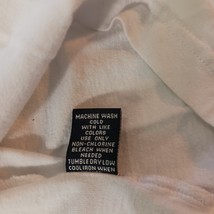 MACHINE WASH
COLD
WITH LIKE
COLORS
USE ONLY
NON-CHLORINE
BLEACH WHEN
NEEDED
TUMBLE DRY LOW
COOL IRON WHEN